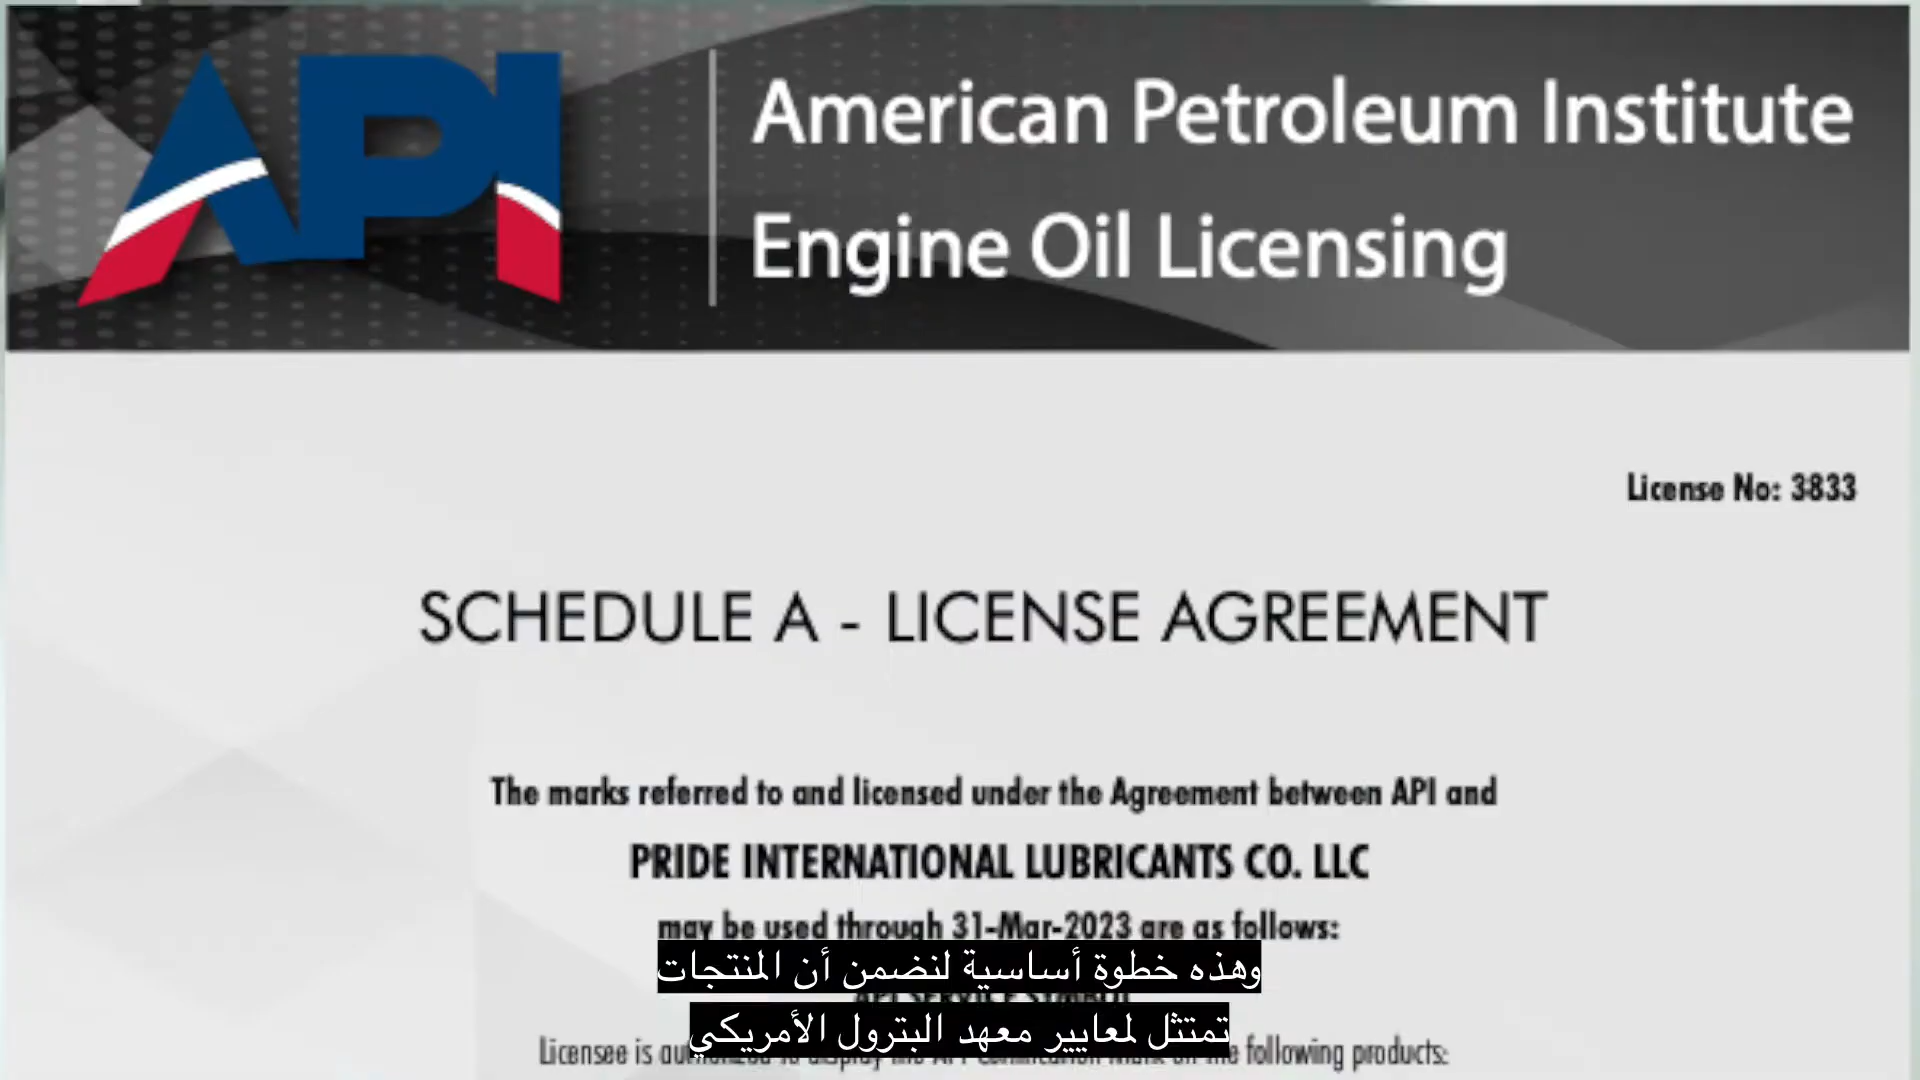 API
American Petroleum Institute
Engine Oil Licensing
License No: 3833
SCHEDULE A - LICENSE AGREEMENT
The marks referred to and licensed under the Agreement between API and
PRIDE INTERNATIONAL LUBRICANTS CO. LLC
may be used through 31-Mar-2023 are as follows:
وهذه خطوة أساسية لنضمن أن المنتجات
تمتثل لمعايير معهد البترول الأمريكي
Licensee is following products: